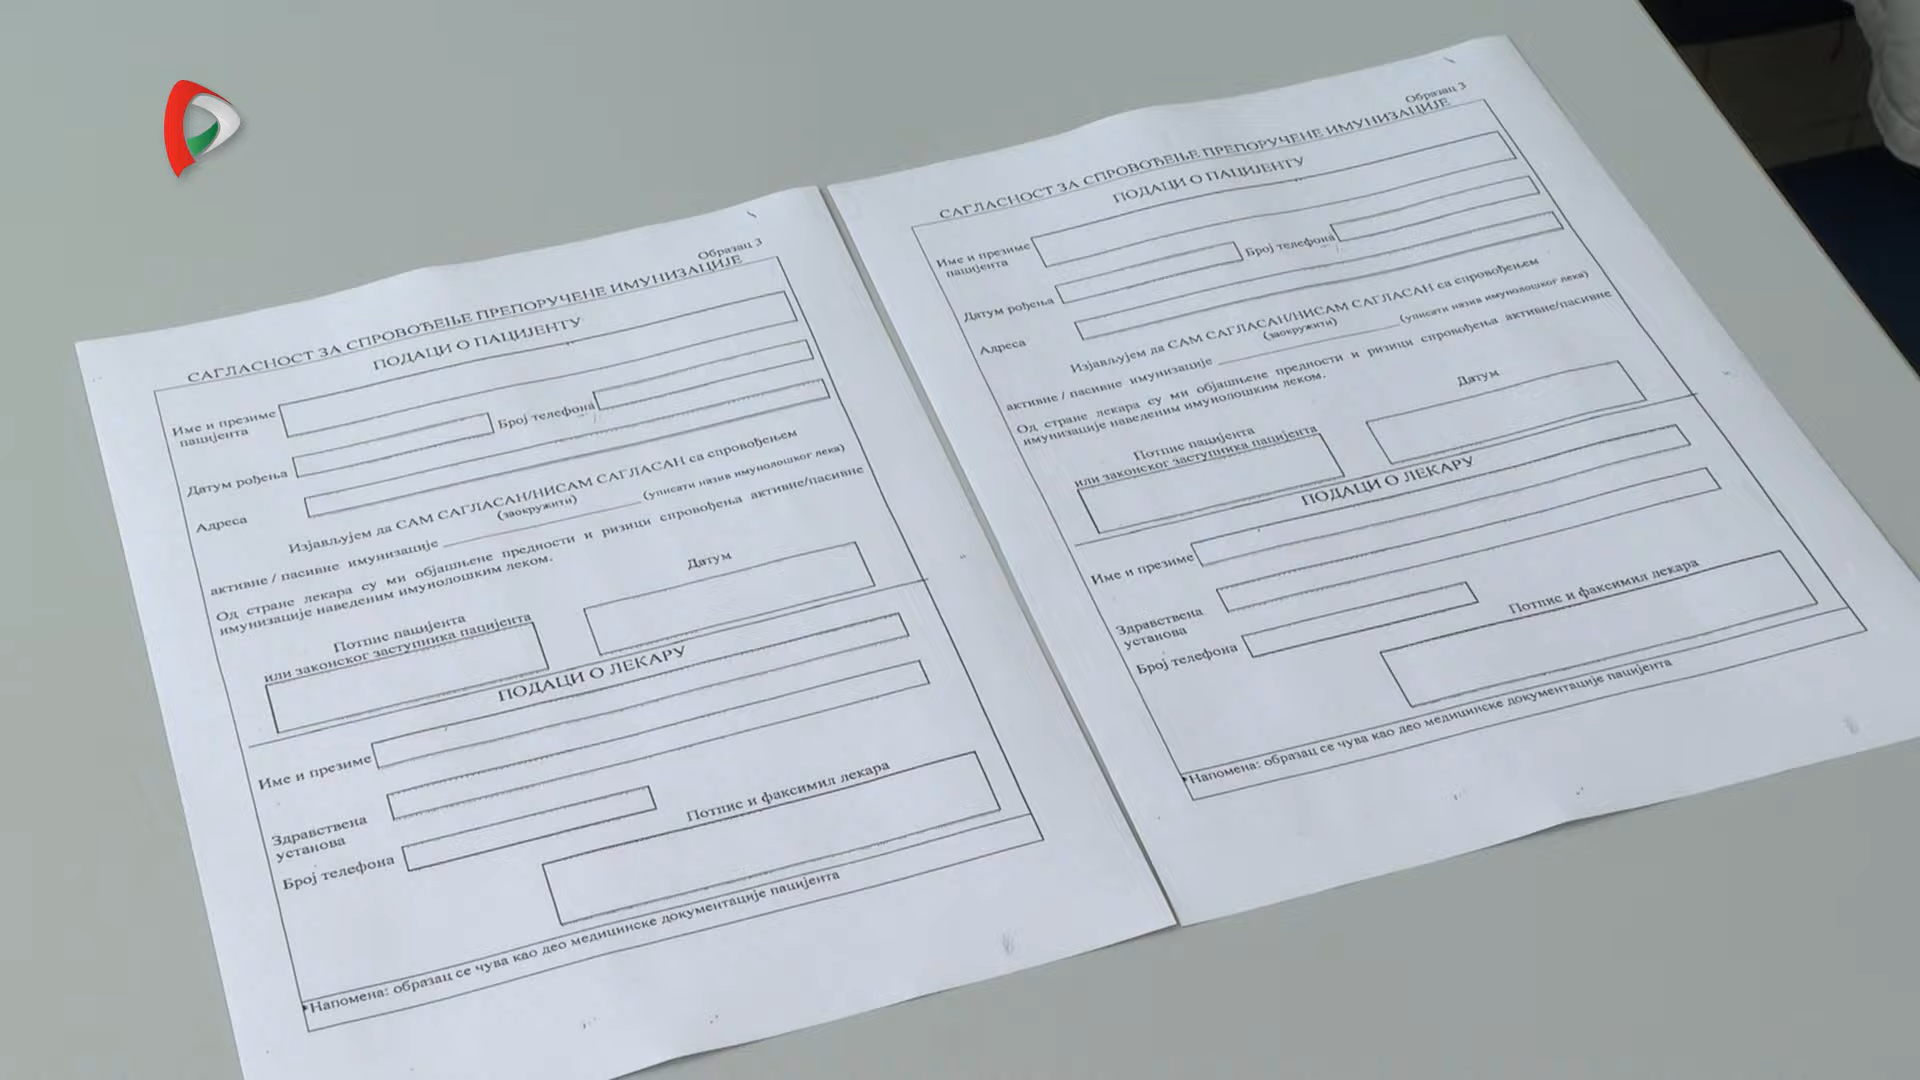 Образац 3
САГЛАСНОСТ ЗА СПРОВОЂЕЊЕ ПРЕПОРУЧЕНЕ ИМУНИЗАЦИЈЕ
ПОДАЦИ О ПАЦИЈЕНТУ
Име и презиме
пацијента
Датум рођења
Број телефона
Адреса
Изјављујем да САМ САГЛАСАН/НИСАМ САГЛАСАН са спровођењем
(заокружити)
активне / пасивне имунизације ____________ (уписати назив имунолошког лека)
Од стране лекара су ми објашњене предности и ризици спровођења активне/пасивне
имунизације наведеним имунолошким леком.
Потпис пацијента
или законског заступника пацијента
Датум
ПОДАЦИ О ЛЕКАРУ
Име и презиме
Здравствена
установа
Број телефона
Потпис и факсимил лекара
Напомена: образац се чува као део медицинске документације пацијента
Образац 3
САГЛАСНОСТ ЗА СПРОВОЂЕЊЕ ПРЕПОРУЧЕНЕ ИМУНИЗАЦИЈЕ
ПОДАЦИ О ПАЦИЈЕНТУ
Име и презиме
пацијента
Датум рођења
Број телефона
Адреса
Изјављујем да САМ САГЛАСАН/НИСАМ САГЛАСАН са спровођењем
(заокружити)
активне / пасивне имунизације ____________ (уписати назив имунолошког лека)
Од стране лекара су ми објашњене предности и ризици спровођења активне/пасивне
имунизације наведеним имунолошким леком.
Потпис пацијента
или законског заступника пацијента
Датум
ПОДАЦИ О ЛЕКАРУ
Име и презиме
Здравствена
установа
Број телефона
Потпис и факсимил лекара
Напомена: образац се чува као део медицинске документације пацијента